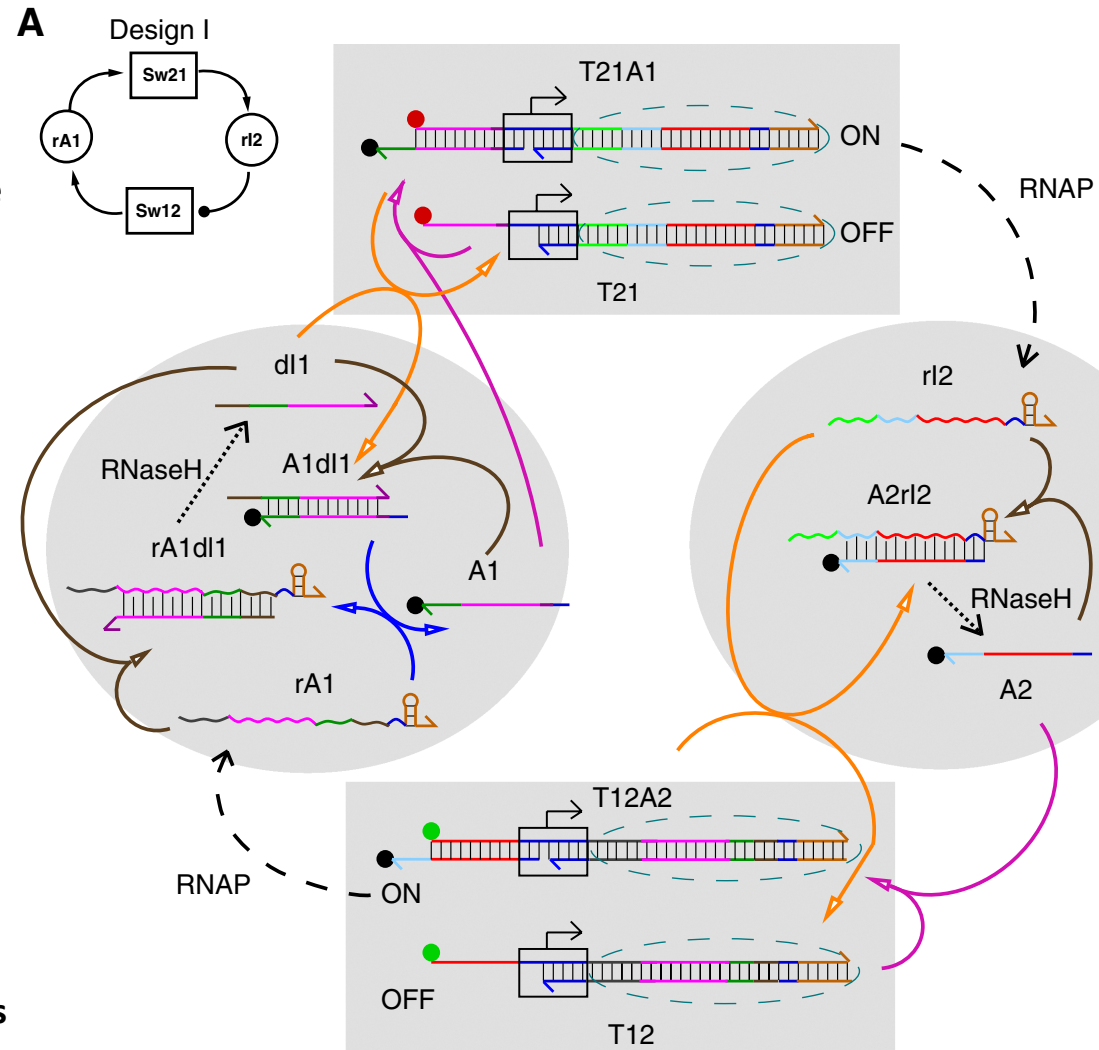 A
Design I
Sw21
rA1
rI2
Sw12
T21A1
ON
OFF
T21
RNAP
dI1
RNaseH
A1dI1
rA1dI1
A1
rA1
rI2
A2rI2
RNaseH
A2
T12A2
RNAP
ON
OFF
T12
e
s